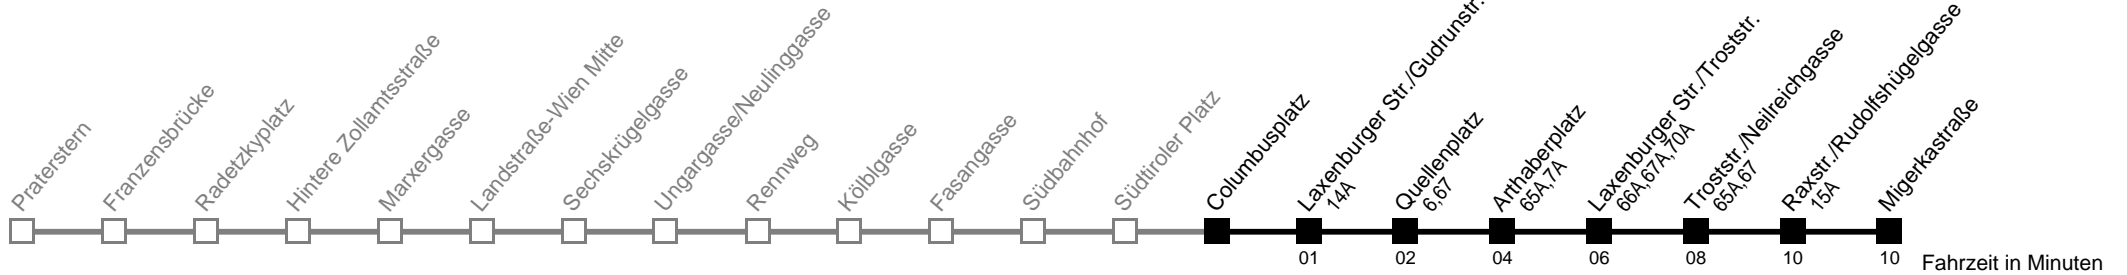 Praterstern
Franzensbrücke
Radetzkyplatz
Hintere Zollamtsstraße
Marxergasse
Landstraße-Wien Mitte
Sechskrügelgasse
Ungargasse/Neulinggasse
Rennweg
Kölblgasse
Fasangasse
Südbahnhof
Südtiroler Platz
Columbusplatz
Laxenburger Str./Gudrunstr.
14A
Quellenplatz
6,67
Arthaberplatz
65A,7A
Laxenburger Str./Troststr.
66A,67A,70A
Troststr./Neilreichgasse
65A,67
Raxstr./Rudolfshügelgasse
15A
Migerkastraße
01 02 04 06 08 10 10 Fahrzeit in Minuten